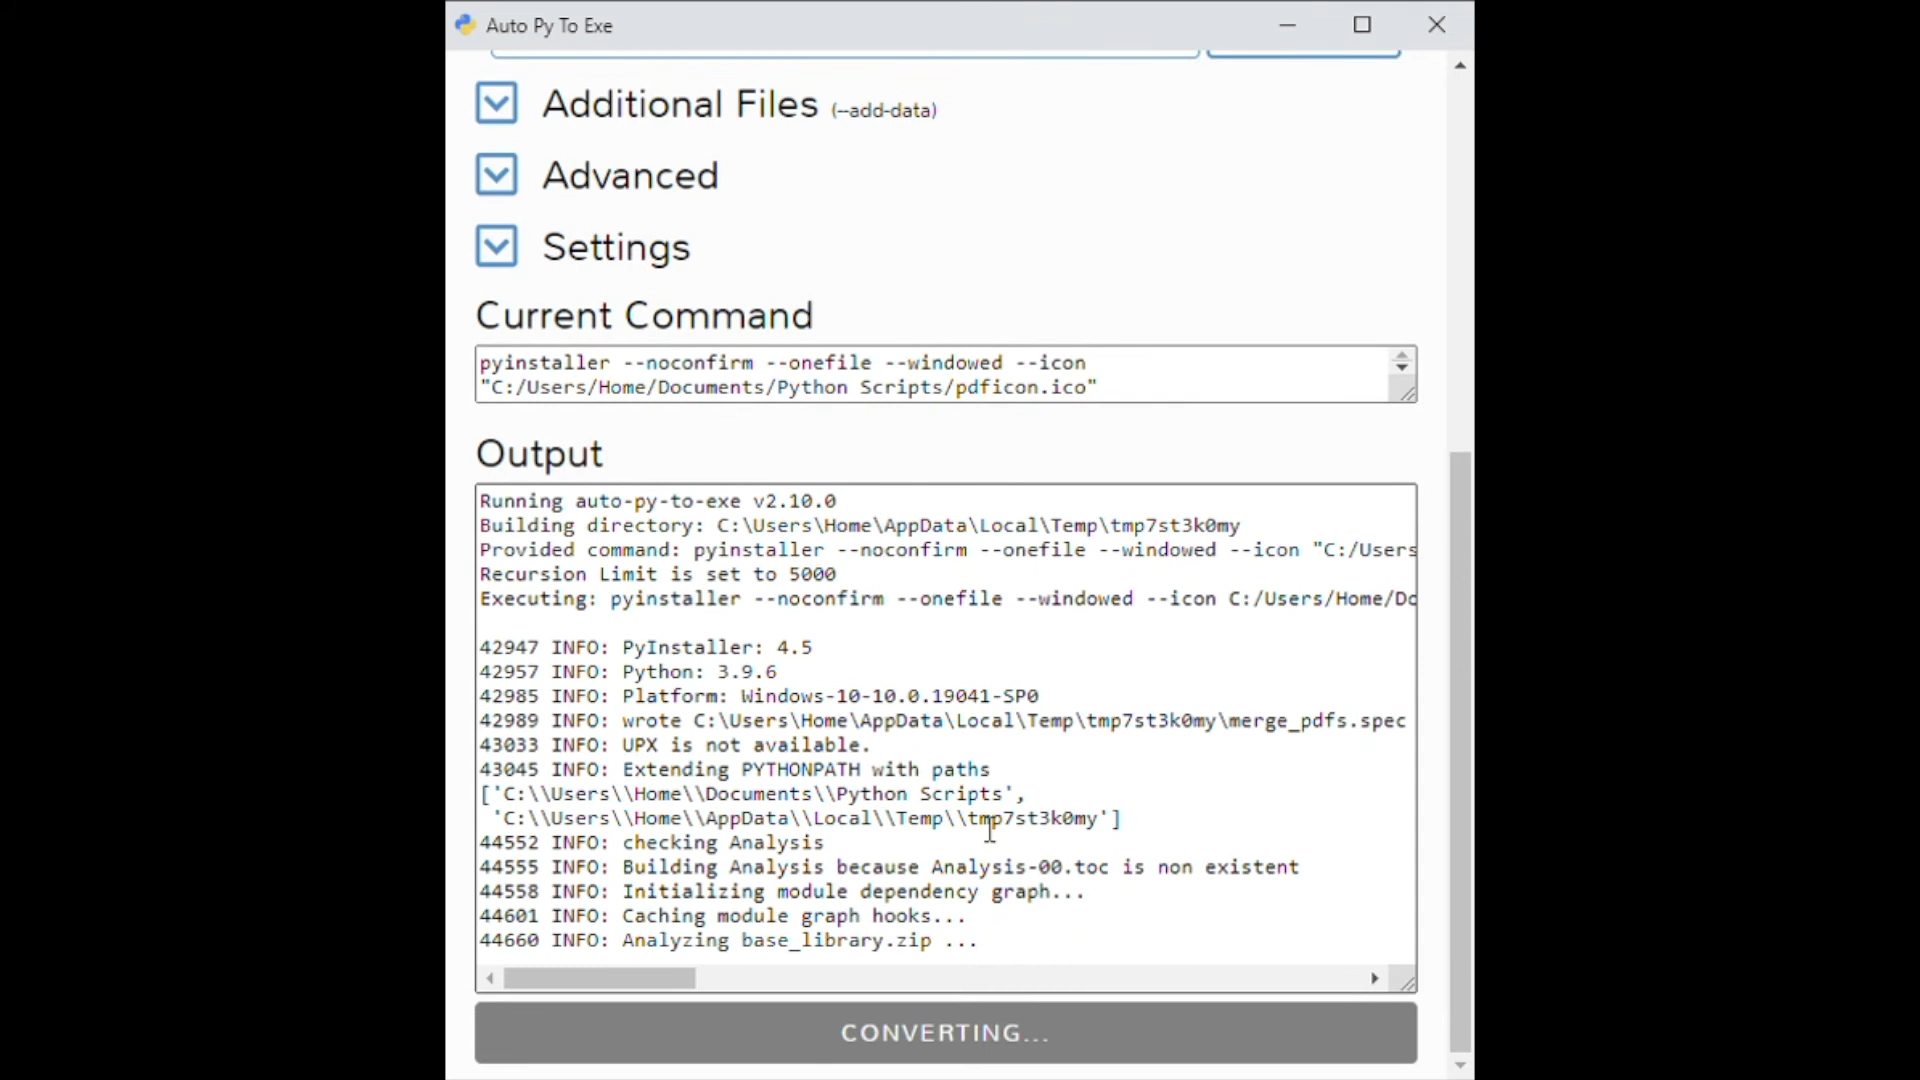 Auto Py To Exe
Additional Files (--add-data)
Advanced
Settings
Current Command
pyinstaller --noconfirm --onefile --windowed --icon
"C:/Users/Home/Documents/Python Scripts/pdficon.ico"
Output
Running auto-py-to-exe v2.10.0
Building directory: C:\Users\Home\AppData\Local\Temp\tmp7st3k0my
Provided command: pyinstaller --noconfirm --onefile --windowed --icon "C:/Users
Recursion Limit is set to 5000
Executing: pyinstaller --noconfirm --onefile --windowed --icon C:/Users/Home/Do
42947 INFO: PyInstaller: 4.5
42957 INFO: Python: 3.9.6
42985 INFO: Platform: Windows-10-10.0.19041-SP0
42989 INFO: wrote C:\Users\Home\AppData\Local\Temp\tmp7st3k0my\merge_pdfs.spec
43033 INFO: UPX is not available.
43045 INFO: Extending PYTHONPATH with paths
['C:\\Users\\Home\\Documents\\Python Scripts',
'C:\\Users\\Home\\AppData\\Local\\Temp\\tmp7st3k0my']
44552 INFO: checking Analysis
44555 INFO: Building Analysis because Analysis-00.toc is non existent
44558 INFO: Initializing module dependency graph...
44601 INFO: Caching module graph hooks...
44660 INFO: Analyzing base_library.zip ...
CONVERTING...